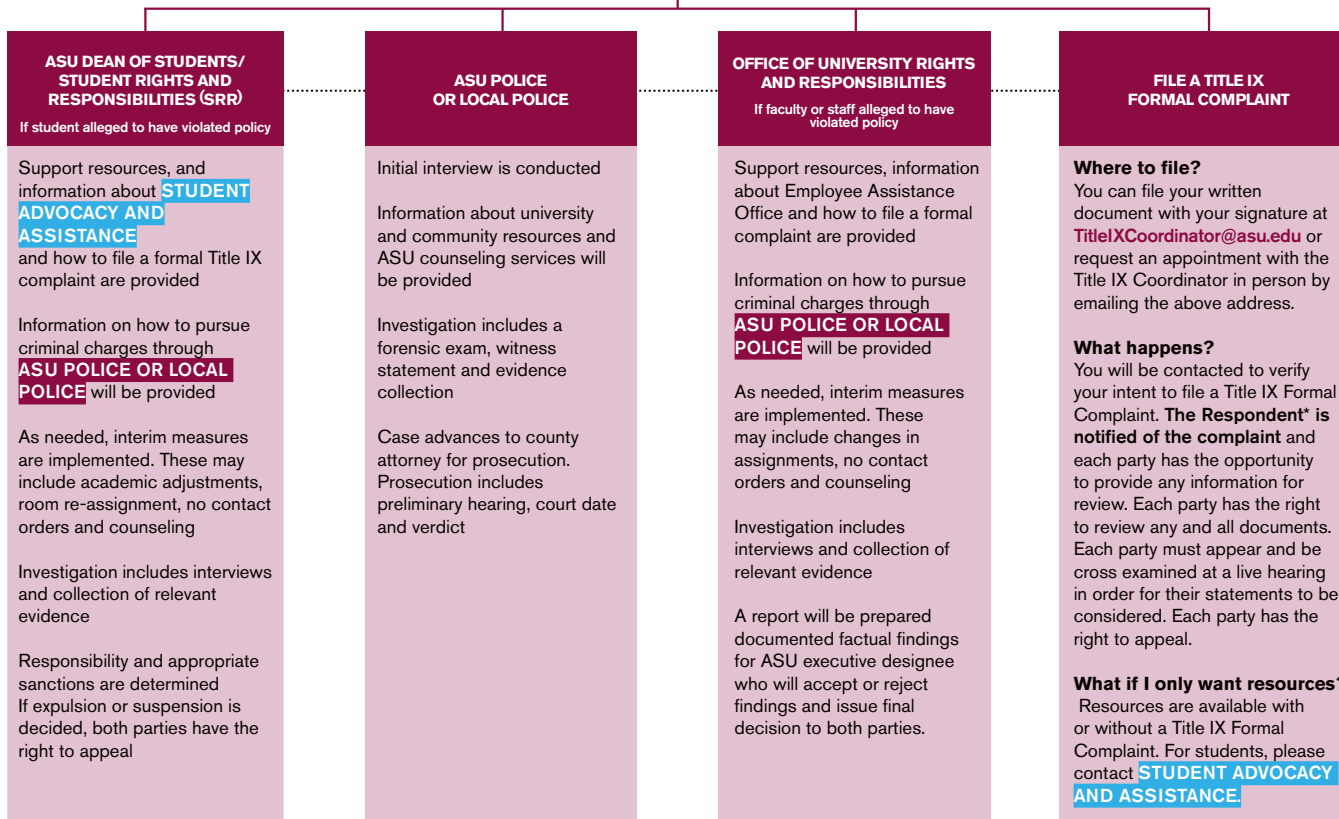 ASU DEAN OF STUDENTS/
STUDENT RIGHTS AND
RESPONSIBILITIES (SRR)
If student alleged to have violated policy
Support resources, and
information about STUDENT
ADVOCACY AND
ASSISTANCE
and how to file a formal Title IX
complaint are provided
Information on how to pursue
criminal charges through
ASU POLICE OR LOCAL
POLICE will be provided
As needed, interim measures
are implemented. These may
include academic adjustments,
room re-assignment, no contact
orders and counseling
Investigation includes interviews
and collection of relevant
evidence
Responsibility and appropriate
sanctions are determined
If expulsion or suspension is
decided, both parties have the
right to appeal
ASU POLICE
OR LOCAL POLICE
Initial interview is conducted
Information about university
and community resources and
ASU counseling services will
be provided
Investigation includes a
forensic exam, witness
statement and evidence
collection
Case advances to county
attorney for prosecution.
Prosecution includes
preliminary hearing, court date
and verdict
OFFICE OF UNIVERSITY RIGHTS
AND RESPONSIBILITIES
If faculty or staff alleged to have
violated policy
Support resources, information
about Employee Assistance
Office and how to file a formal
complaint are provided
Information on how to pursue
criminal charges through
ASU POLICE OR LOCAL
POLICE will be provided
As needed, interim measures
are implemented. These
may include changes in
assignments, no contact
orders and counseling
Investigation includes
interviews and collection of
relevant evidence
A report will be prepared
documented factual findings
for ASU executive designee
who will accept or reject
findings and issue final
decision to both parties.
FILE A TITLE IX
FORMAL COMPLAINT
Where to file?
You can file your written
document with your signature at
TitleIXCoordinator@asu.edu or
request an appointment with the
Title IX Coordinator in person by
emailing the above address.
What happens?
You will be contacted to verify
your intent to file a Title IX Formal
Complaint. The Respondent* is
notified of the complaint and
each party has the opportunity
to provide any information for
review. Each party has the right
to review any and all documents.
Each party must appear and be
cross examined at a live hearing
in order for their statements to be
considered. Each party has the
right to appeal.
What if I only want resources?
Resources are available with
or without a Title IX Formal
Complaint. For students, please
contact STUDENT ADVOCACY
AND ASSISTANCE.